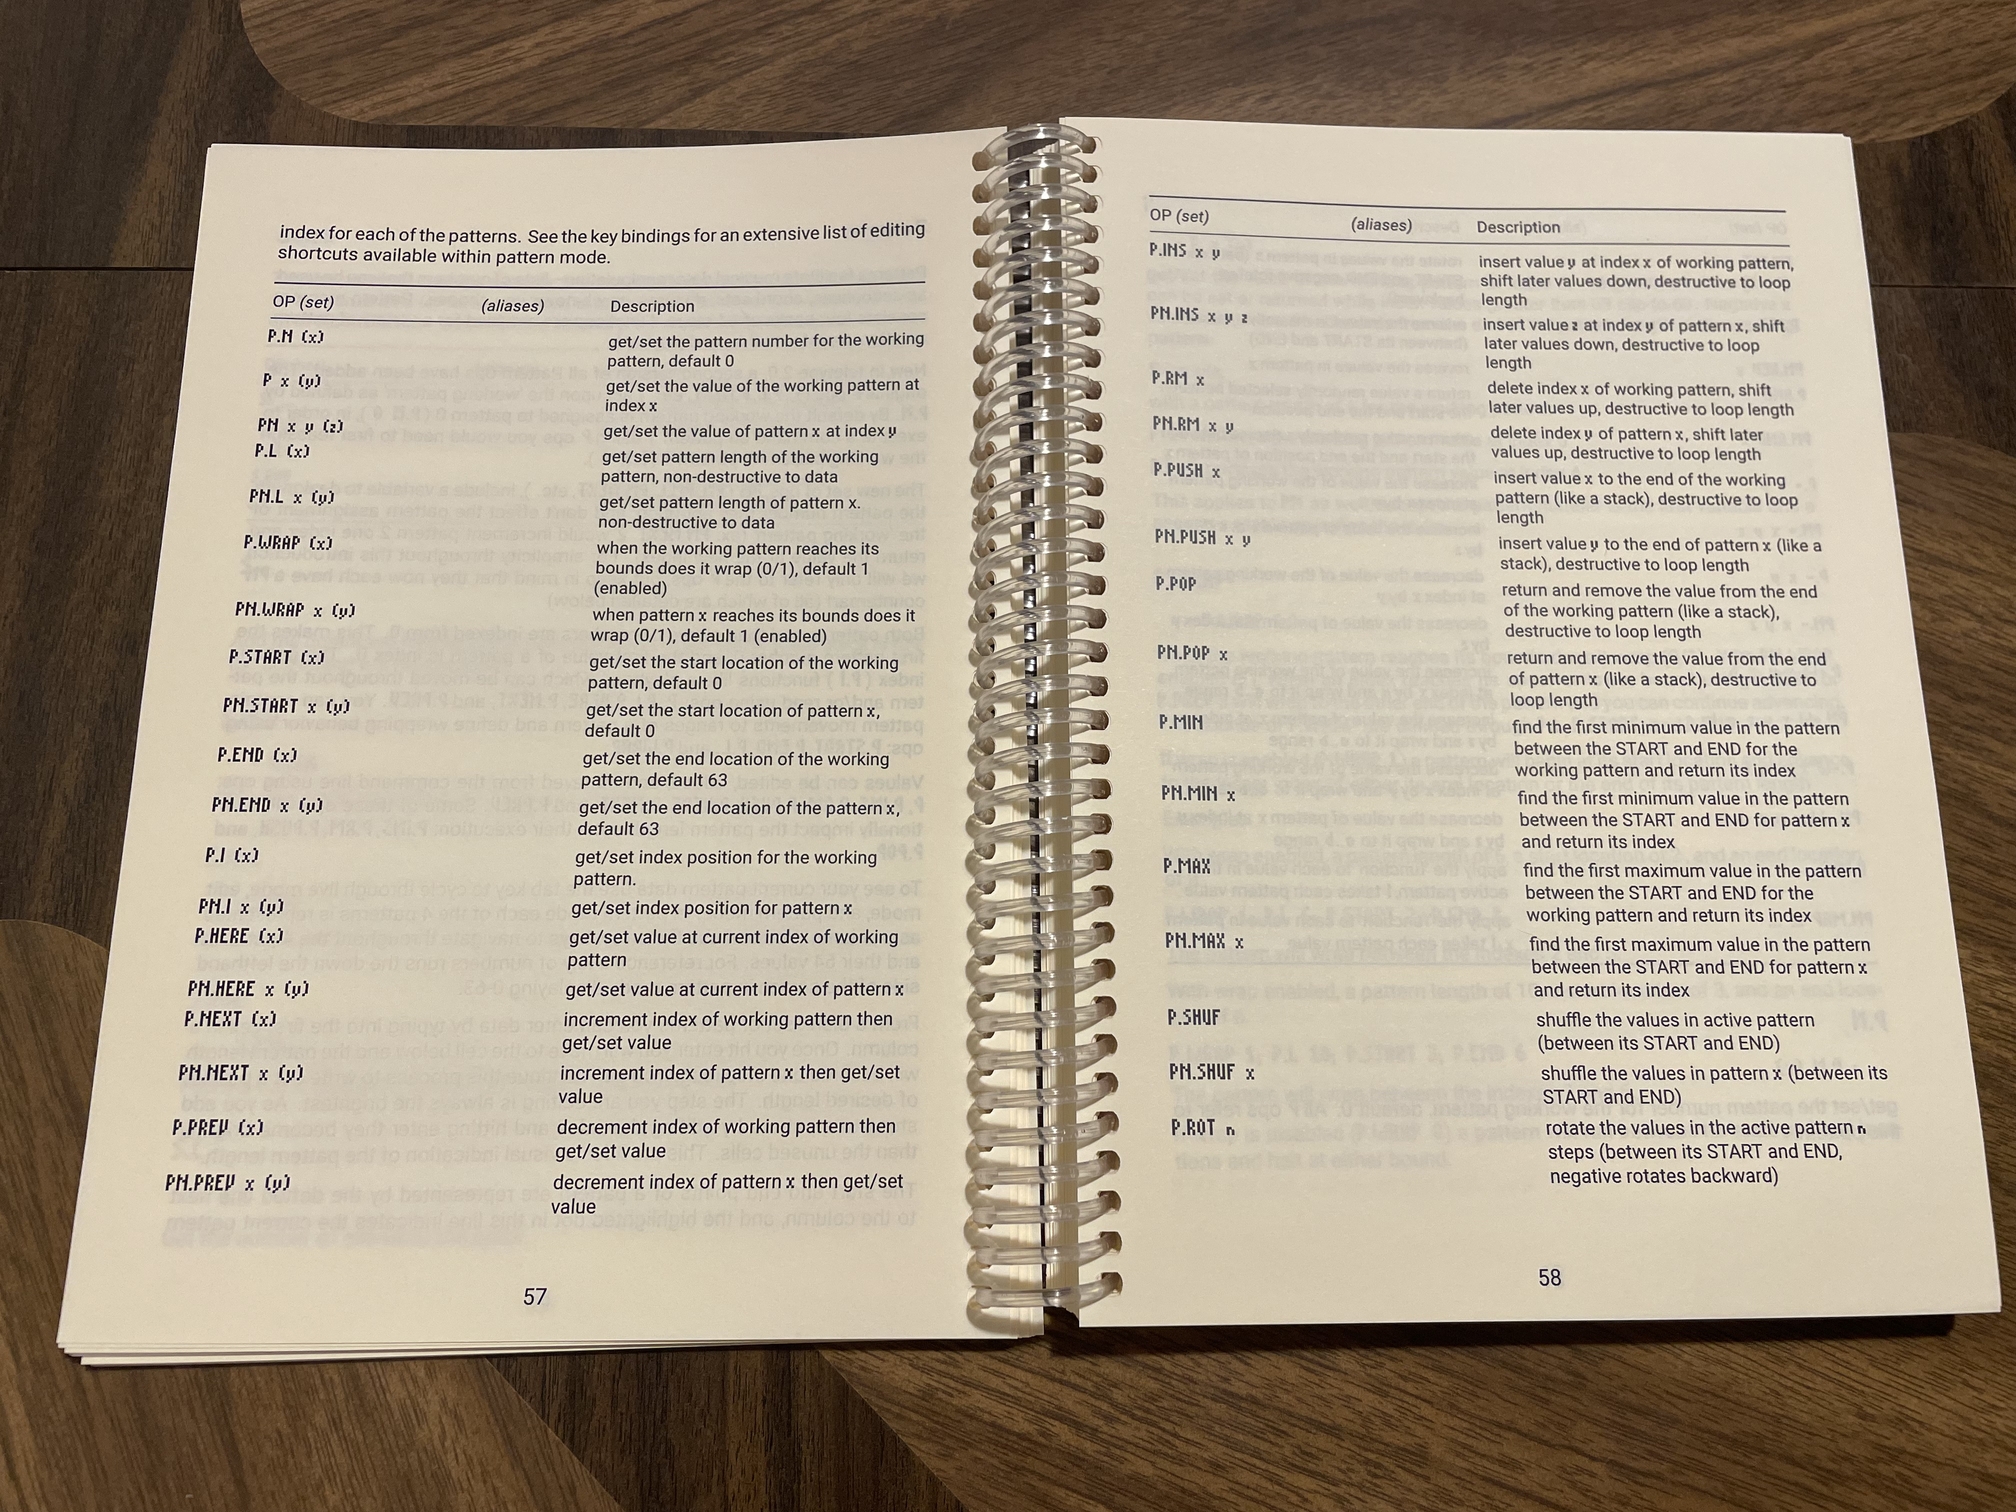 index for each of the patterns. See the key bindings for an extensive list of editing
shortcuts available within pattern mode.
OP (set) (aliases) Description
P.N (x) get/set the pattern number for the working
pattern, default 0
P x (y) get/set the value of the working pattern at
index x
PN x y (z) get/set the value of pattern x at index y
P.L (x) get/set pattern length of the working
pattern, non-destructive to data
PN.L x (y) get/set pattern length of pattern x.
non-destructive to data
P.WRAP (x) when the working pattern reaches its
bounds does it wrap (0/1), default 1
(enabled)
PN.WRAP x (y) when pattern x reaches its bounds does it
wrap (0/1), default 1 (enabled)
P.START (x) get/set the start location of the working
pattern, default 0
PN.START x (y) get/set the start location of pattern x,
default 0
P.END (x) get/set the end location of the working
pattern, default 63
PN.END x (y) get/set the end location of the pattern x,
default 63
P.I (x) get/set index position for the working
pattern.
PN.I x (y) get/set index position for pattern x
P.HERE (x) get/set value at current index of working
pattern
PN.HERE x (y) get/set value at current index of pattern x
P.NEXT (x) increment index of working pattern then
get/set value
PN.NEXT x (y) increment index of pattern x then get/set
value
P.PREV (x) decrement index of working pattern then
get/set value
PN.PREV x (y) decrement index of pattern x then get/set
value
57
OP (set) (aliases) Description
P.INS x y insert value y at index x of working pattern,
shift later values down, destructive to loop
length
PN.INS x y z insert value z at index y of pattern x, shift
later values down, destructive to loop
length
P.RM x delete index x of working pattern, shift
later values up, destructive to loop length
PN.RM x y delete index y of pattern x, shift later
values up, destructive to loop length
P.PUSH x insert value x to the end of the working
pattern (like a stack), destructive to loop
length
PN.PUSH x y insert value y to the end of pattern x (like a
stack), destructive to loop length
P.POP return and remove the value from the end
of the working pattern (like a stack),
destructive to loop length
PN.POP x return and remove the value from the end
of pattern x (like a stack), destructive to
loop length
P.MIN find the first minimum value in the pattern
between the START and END for the
working pattern and return its index
PN.MIN x find the first minimum value in the pattern
between the START and END for pattern x
and return its index
P.MAX find the first maximum value in the pattern
between the START and END for the
working pattern and return its index
PN.MAX x find the first maximum value in the pattern
between the START and END for pattern x
and return its index
P.SHUF shuffle the values in active pattern
(between its START and END)
PN.SHUF x shuffle the values in pattern x (between its
START and END)
P.ROT n rotate the values in the active pattern n
steps (between its START and END,
negative rotates backward)
58